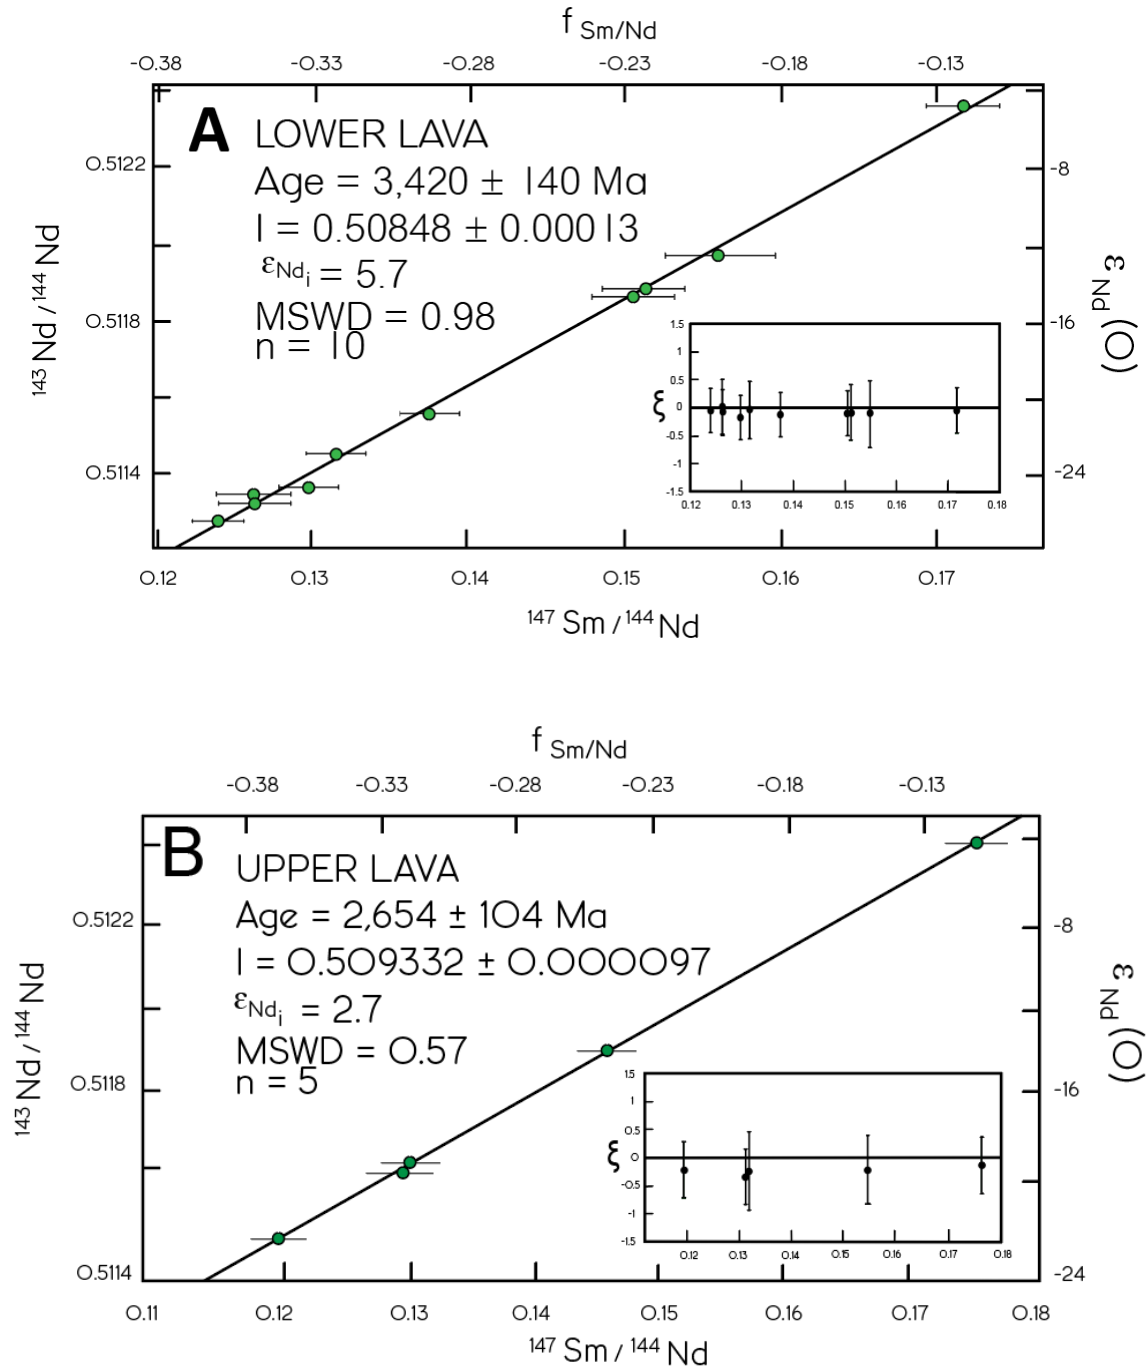 f Sm/Nd
-0.38 -0.33 -0.28 -0.23 -0.18 -0.13
A LOWER LAVA
Age = 3,420 ± 140 Ma
I = 0.50848 ± 0.00013
εNdi = 5.7
MSWD = 0.98
n = 10
0.5122
0.5118
0.5114
143Nd / 144Nd
-8
-16
-24
εNd(O)
1.5
1
0.5
0
-0.5
-1
-1.5
ξ
0.12 0.13 0.14 0.15 0.16 0.17 0.18
0.12 0.13 0.14 0.15 0.16 0.17
147 Sm / 144 Nd
f Sm/Nd
-0.38 -0.33 -0.28 -0.23 -0.18 -0.13
B UPPER LAVA
Age = 2,654 ± 104 Ma
I = 0.509332 ± 0.000097
εNdi = 2.7
MSWD = 0.57
n = 5
0.5122
0.5118
0.5114
143Nd / 144Nd
-8
-16
-24
εNd(O)
1.5
1
0.5
0
-0.5
-1
-1.5
ξ
0.12 0.13 0.14 0.15 0.16 0.17 0.18
0.11 0.12 0.13 0.14 0.15 0.16 0.17 0.18
147 Sm / 144 Nd